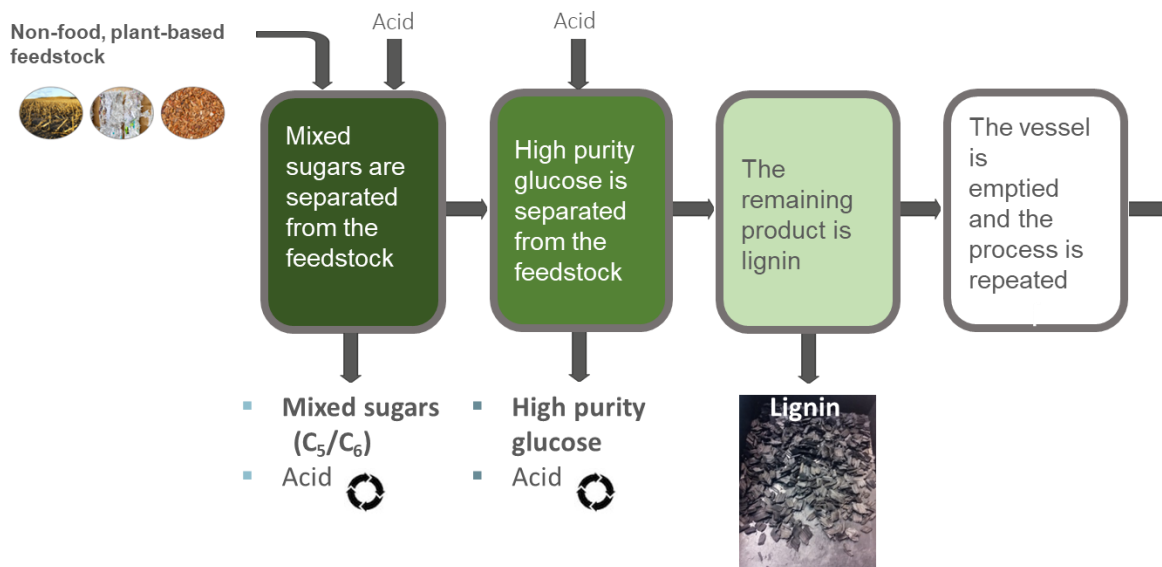 Non-food, plant-based
feedstock
Acid
Acid
Mixed
sugars are
separated
from the
feedstock
High purity
glucose is
separated
from the
feedstock
The
remaining
product is
lignin
The vessel
is
emptied
and the
process is
repeated
▪ Mixed sugars
(C₅/C₆)
▪ Acid
▪ High purity
glucose
▪ Acid
Lignin